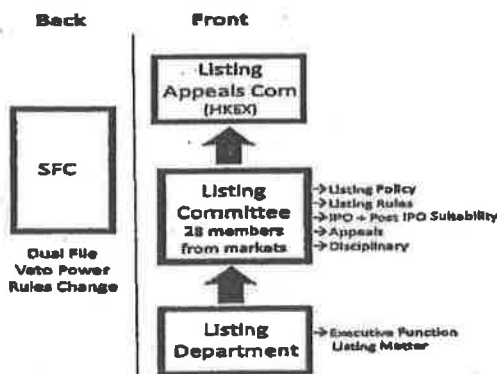 Back
Front
Listing
Appeals Com
(HKEX)
SFC
Listing
Committee
28 members
from markets
→Listing Policy
→Listing Rules
→IPO + Post IPO Suitability
→Appeals
→Disciplinary
Dual File
Veto Power
Rules Change
Listing
Department
→Executive Function
Listing Matter